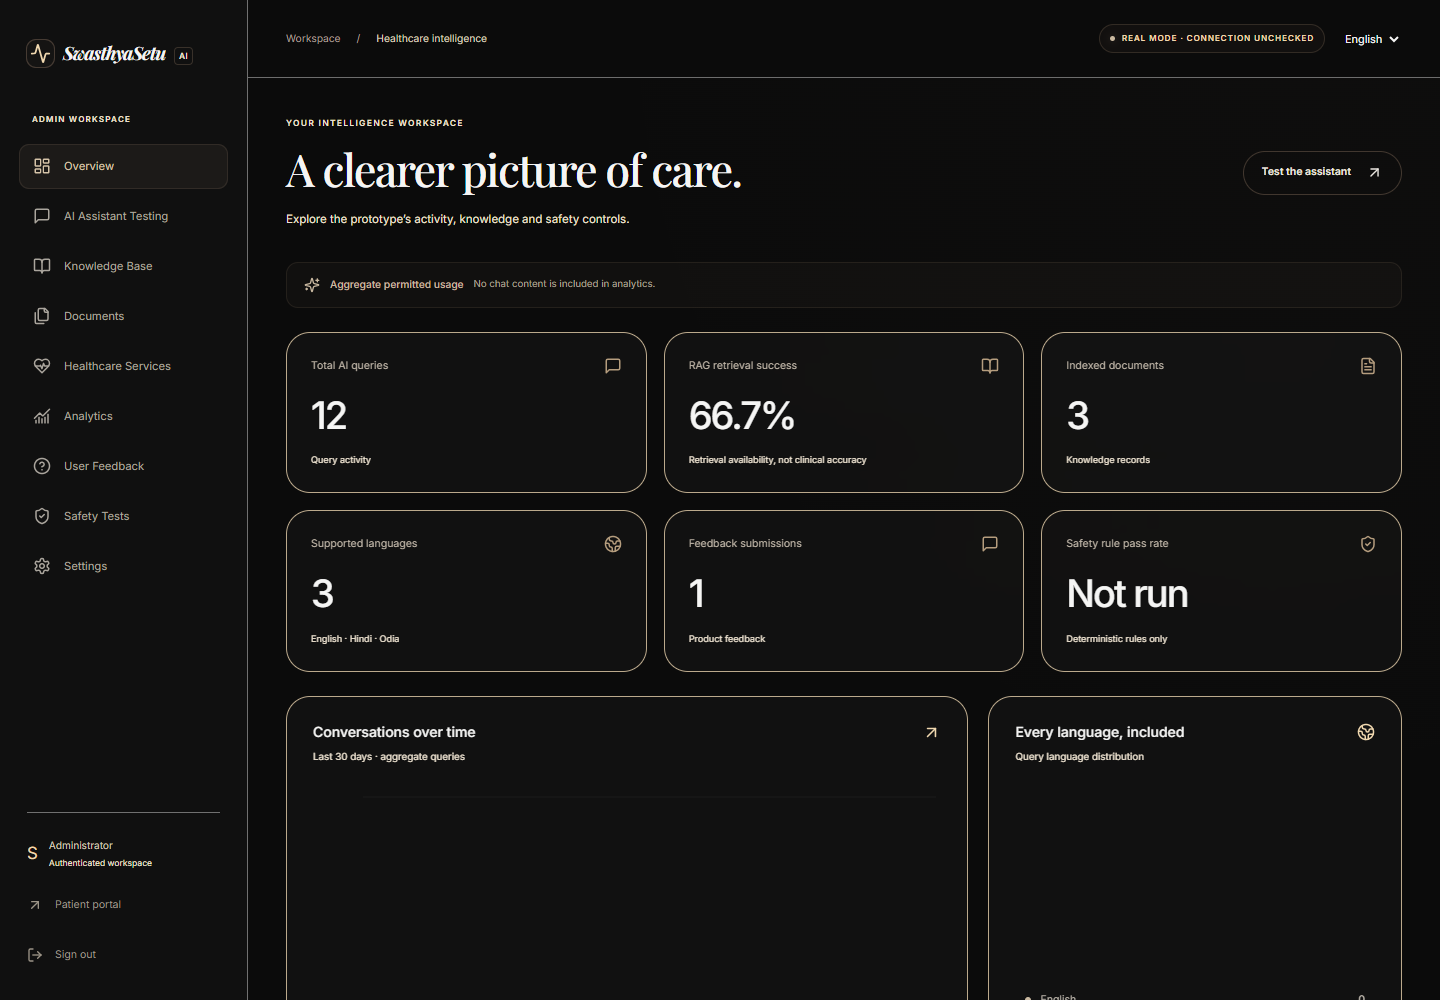 SwasthyaSetu AI
ADMIN WORKSPACE
Overview
AI Assistant Testing
Knowledge Base
Documents
Healthcare Services
Analytics
User Feedback
Safety Tests
Settings
S
Administrator
Authenticated workspace
Patient portal
Sign out
Workspace / Healthcare intelligence
REAL MODE · CONNECTION UNCHECKED
English
YOUR INTELLIGENCE WORKSPACE
A clearer picture of care.
Explore the prototype's activity, knowledge and safety controls.
Test the assistant
Aggregate permitted usage No chat content is included in analytics.
Total AI queries
12
Query activity
RAG retrieval success
66.7%
Retrieval availability, not clinical accuracy
Indexed documents
3
Knowledge records
Supported languages
3
English · Hindi · Odia
Feedback submissions
1
Product feedback
Safety rule pass rate
Not run
Deterministic rules only
Conversations over time
Last 30 days · aggregate queries
Every language, included
Query language distribution
English